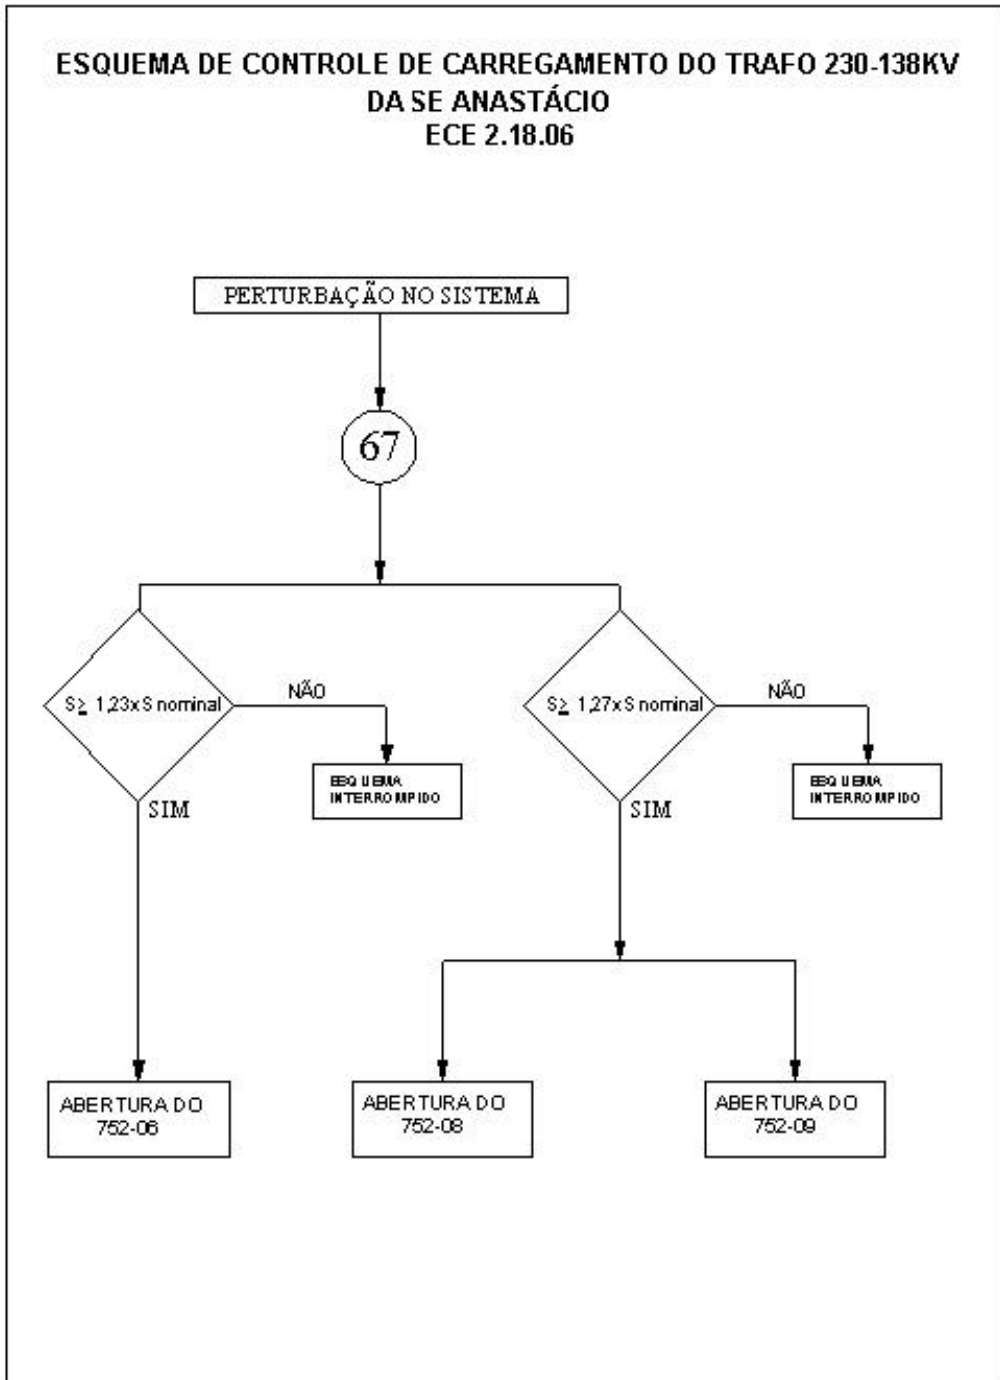 ESQUEMA DE CONTROLE DE CARREGAMENTO DO TRAFO 230-138KV
DA SE ANASTÁCIO
ECE 2.18.06
PERTURBAÇÃO NO SISTEMA
67
S≥ 1,23xS nominal
NÃO
ESQUEMA
INTERROMPIDO
SIM
S≥ 1,27xS nominal
NÃO
ESQUEMA
INTERROMPIDO
SIM
ABERTURA DO
752-06
ABERTURA DO
752-08
ABERTURA DO
752-09